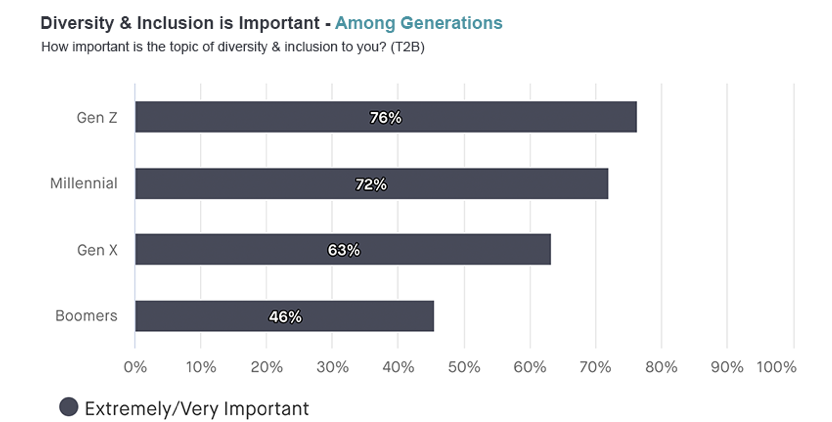 Diversity & Inclusion is Important - Among Generations
How important is the topic of diversity & inclusion to you? (T2B)
Gen Z 76%
Millennial 72%
Gen X 63%
Boomers 46%
0% 10% 20% 30% 40% 50% 60% 70% 80% 90% 100%
Extremely/Very Important